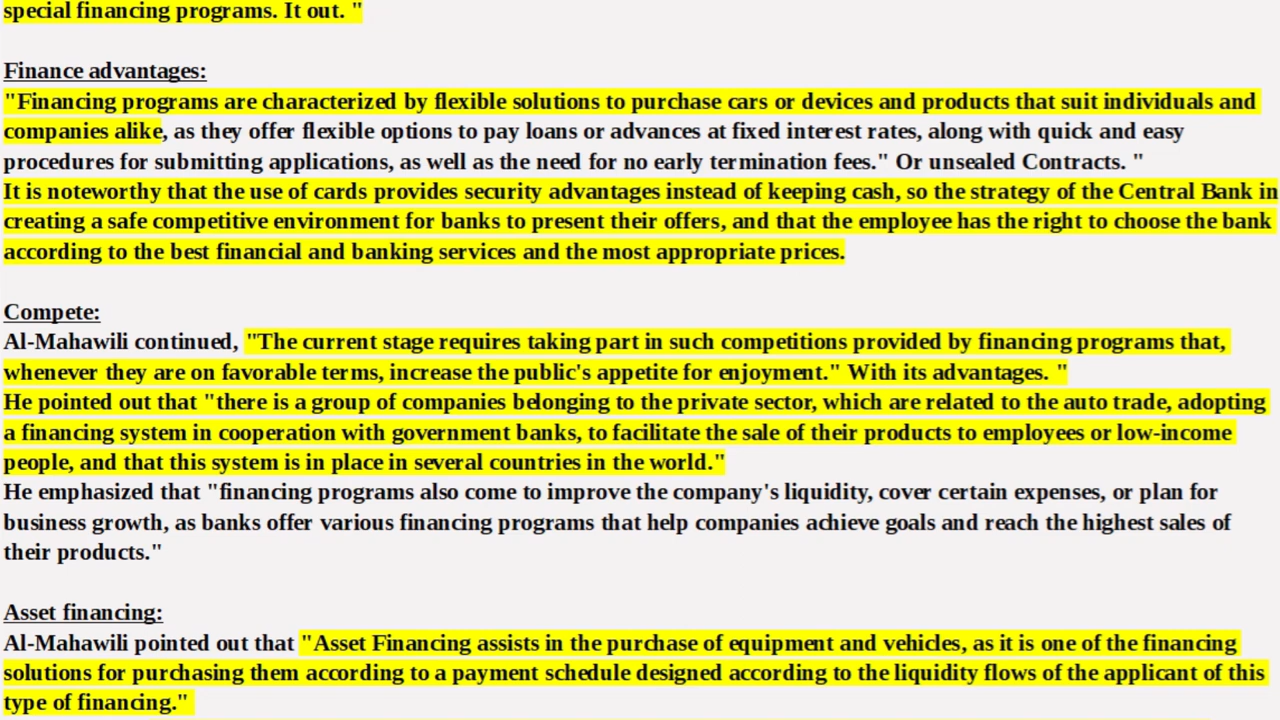 special financing programs. It out. "
Finance advantages:
"Financing programs are characterized by flexible solutions to purchase cars or devices and products that suit individuals and
companies alike, as they offer flexible options to pay loans or advances at fixed interest rates, along with quick and easy
procedures for submitting applications, as well as the need for no early termination fees." Or unsealed Contracts. "
It is noteworthy that the use of cards provides security advantages instead of keeping cash, so the strategy of the Central Bank in
creating a safe competitive environment for banks to present their offers, and that the employee has the right to choose the bank
according to the best financial and banking services and the most appropriate prices.
Compete:
Al-Mahawili continued, "The current stage requires taking part in such competitions provided by financing programs that,
whenever they are on favorable terms, increase the public's appetite for enjoyment." With its advantages. "
He pointed out that "there is a group of companies belonging to the private sector, which are related to the auto trade, adopting
a financing system in cooperation with government banks, to facilitate the sale of their products to employees or low-income
people, and that this system is in place in several countries in the world."
He emphasized that "financing programs also come to improve the company's liquidity, cover certain expenses, or plan for
business growth, as banks offer various financing programs that help companies achieve goals and reach the highest sales of
their products."
Asset financing:
Al-Mahawili pointed out that "Asset Financing assists in the purchase of equipment and vehicles, as it is one of the financing
solutions for purchasing them according to a payment schedule designed according to the liquidity flows of the applicant of this
type of financing."